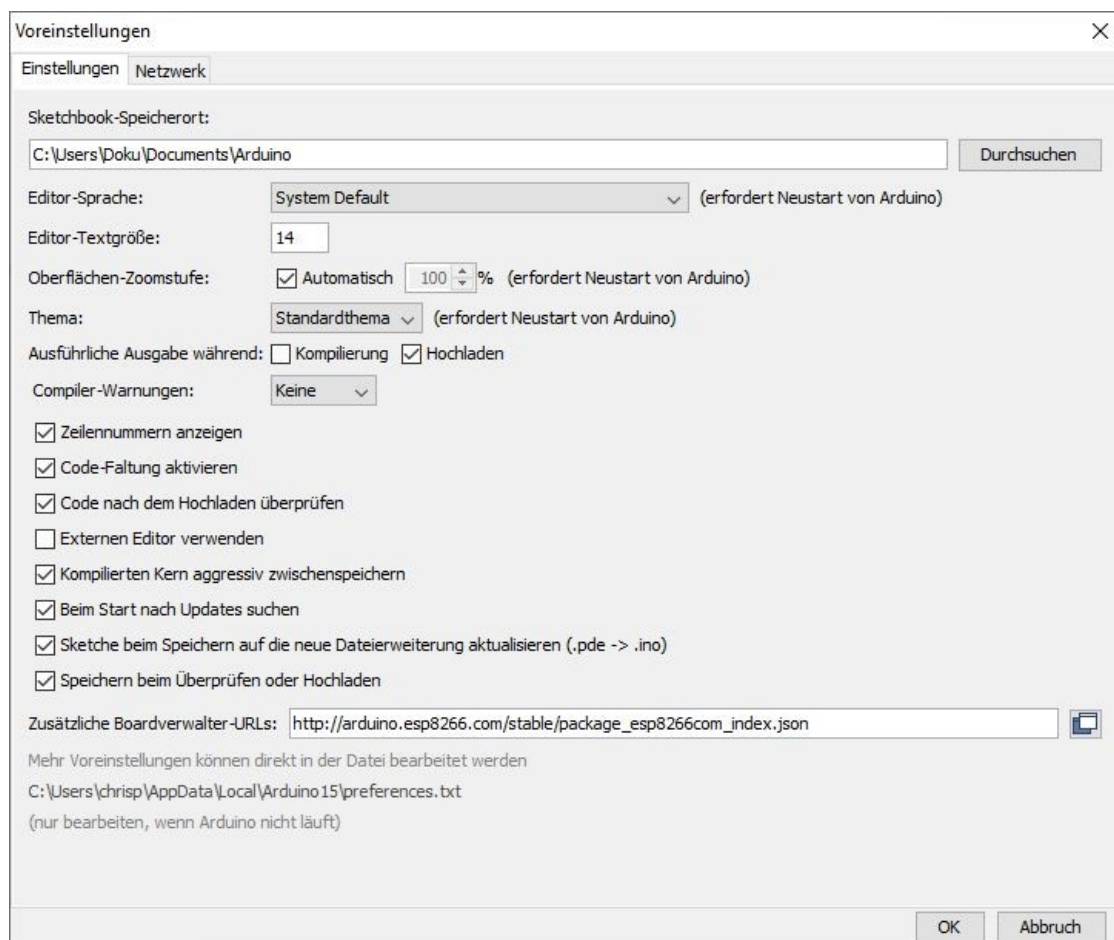 Voreinstellungen
Einstellungen Netzwerk
Sketchbook-Speicherort:
C:\Users\Doku\Documents\Arduino Durchsuchen
Editor-Sprache: System Default (erfordert Neustart von Arduino)
Editor-Textgröße: 14
Oberflächen-Zoomstufe: Automatisch 100 % (erfordert Neustart von Arduino)
Thema: Standardthema (erfordert Neustart von Arduino)
Ausführliche Ausgabe während: Kompilierung Hochladen
Compiler-Warnungen: Keine
Zeilennummern anzeigen
Code-Faltung aktivieren
Code nach dem Hochladen überprüfen
Externen Editor verwenden
Kompilierten Kern aggressiv zwischenspeichern
Beim Start nach Updates suchen
Sketche beim Speichern auf die neue Dateierweiterung aktualisieren (.pde -> .ino)
Speichern beim Überprüfen oder Hochladen
Zusätzliche Boardverwalter-URLs: http://arduino.esp8266.com/stable/package_esp8266com_index.json
Mehr Voreinstellungen können direkt in der Datei bearbeitet werden
C:\Users\chrisp\AppData\Local\Arduino15\preferences.txt
(nur bearbeiten, wenn Arduino nicht läuft)
OK Abbruch